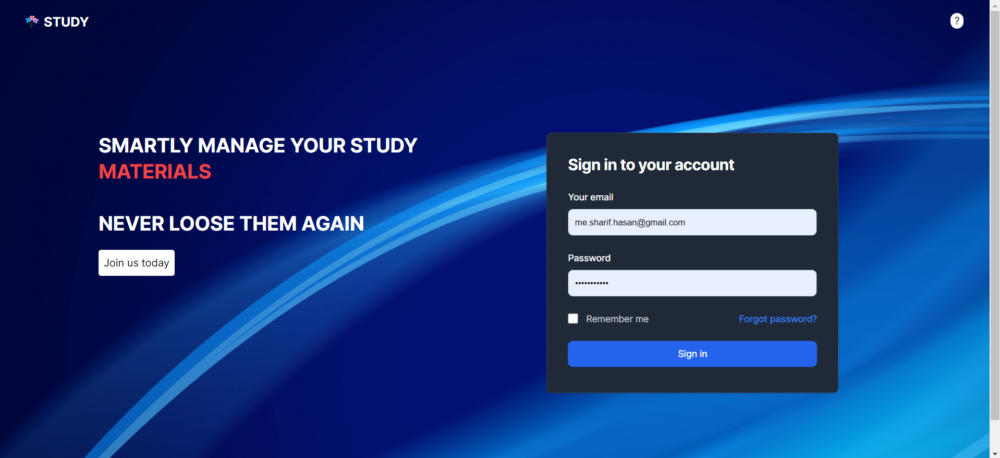 STUDY
?
SMARTLY MANAGE YOUR STUDY
MATERIALS
NEVER LOOSE THEM AGAIN
Join us today
Sign in to your account
Your email
me.sharif.hasan@gmail.com
Password
•••••••••••
Remember me
Forgot password?
Sign in